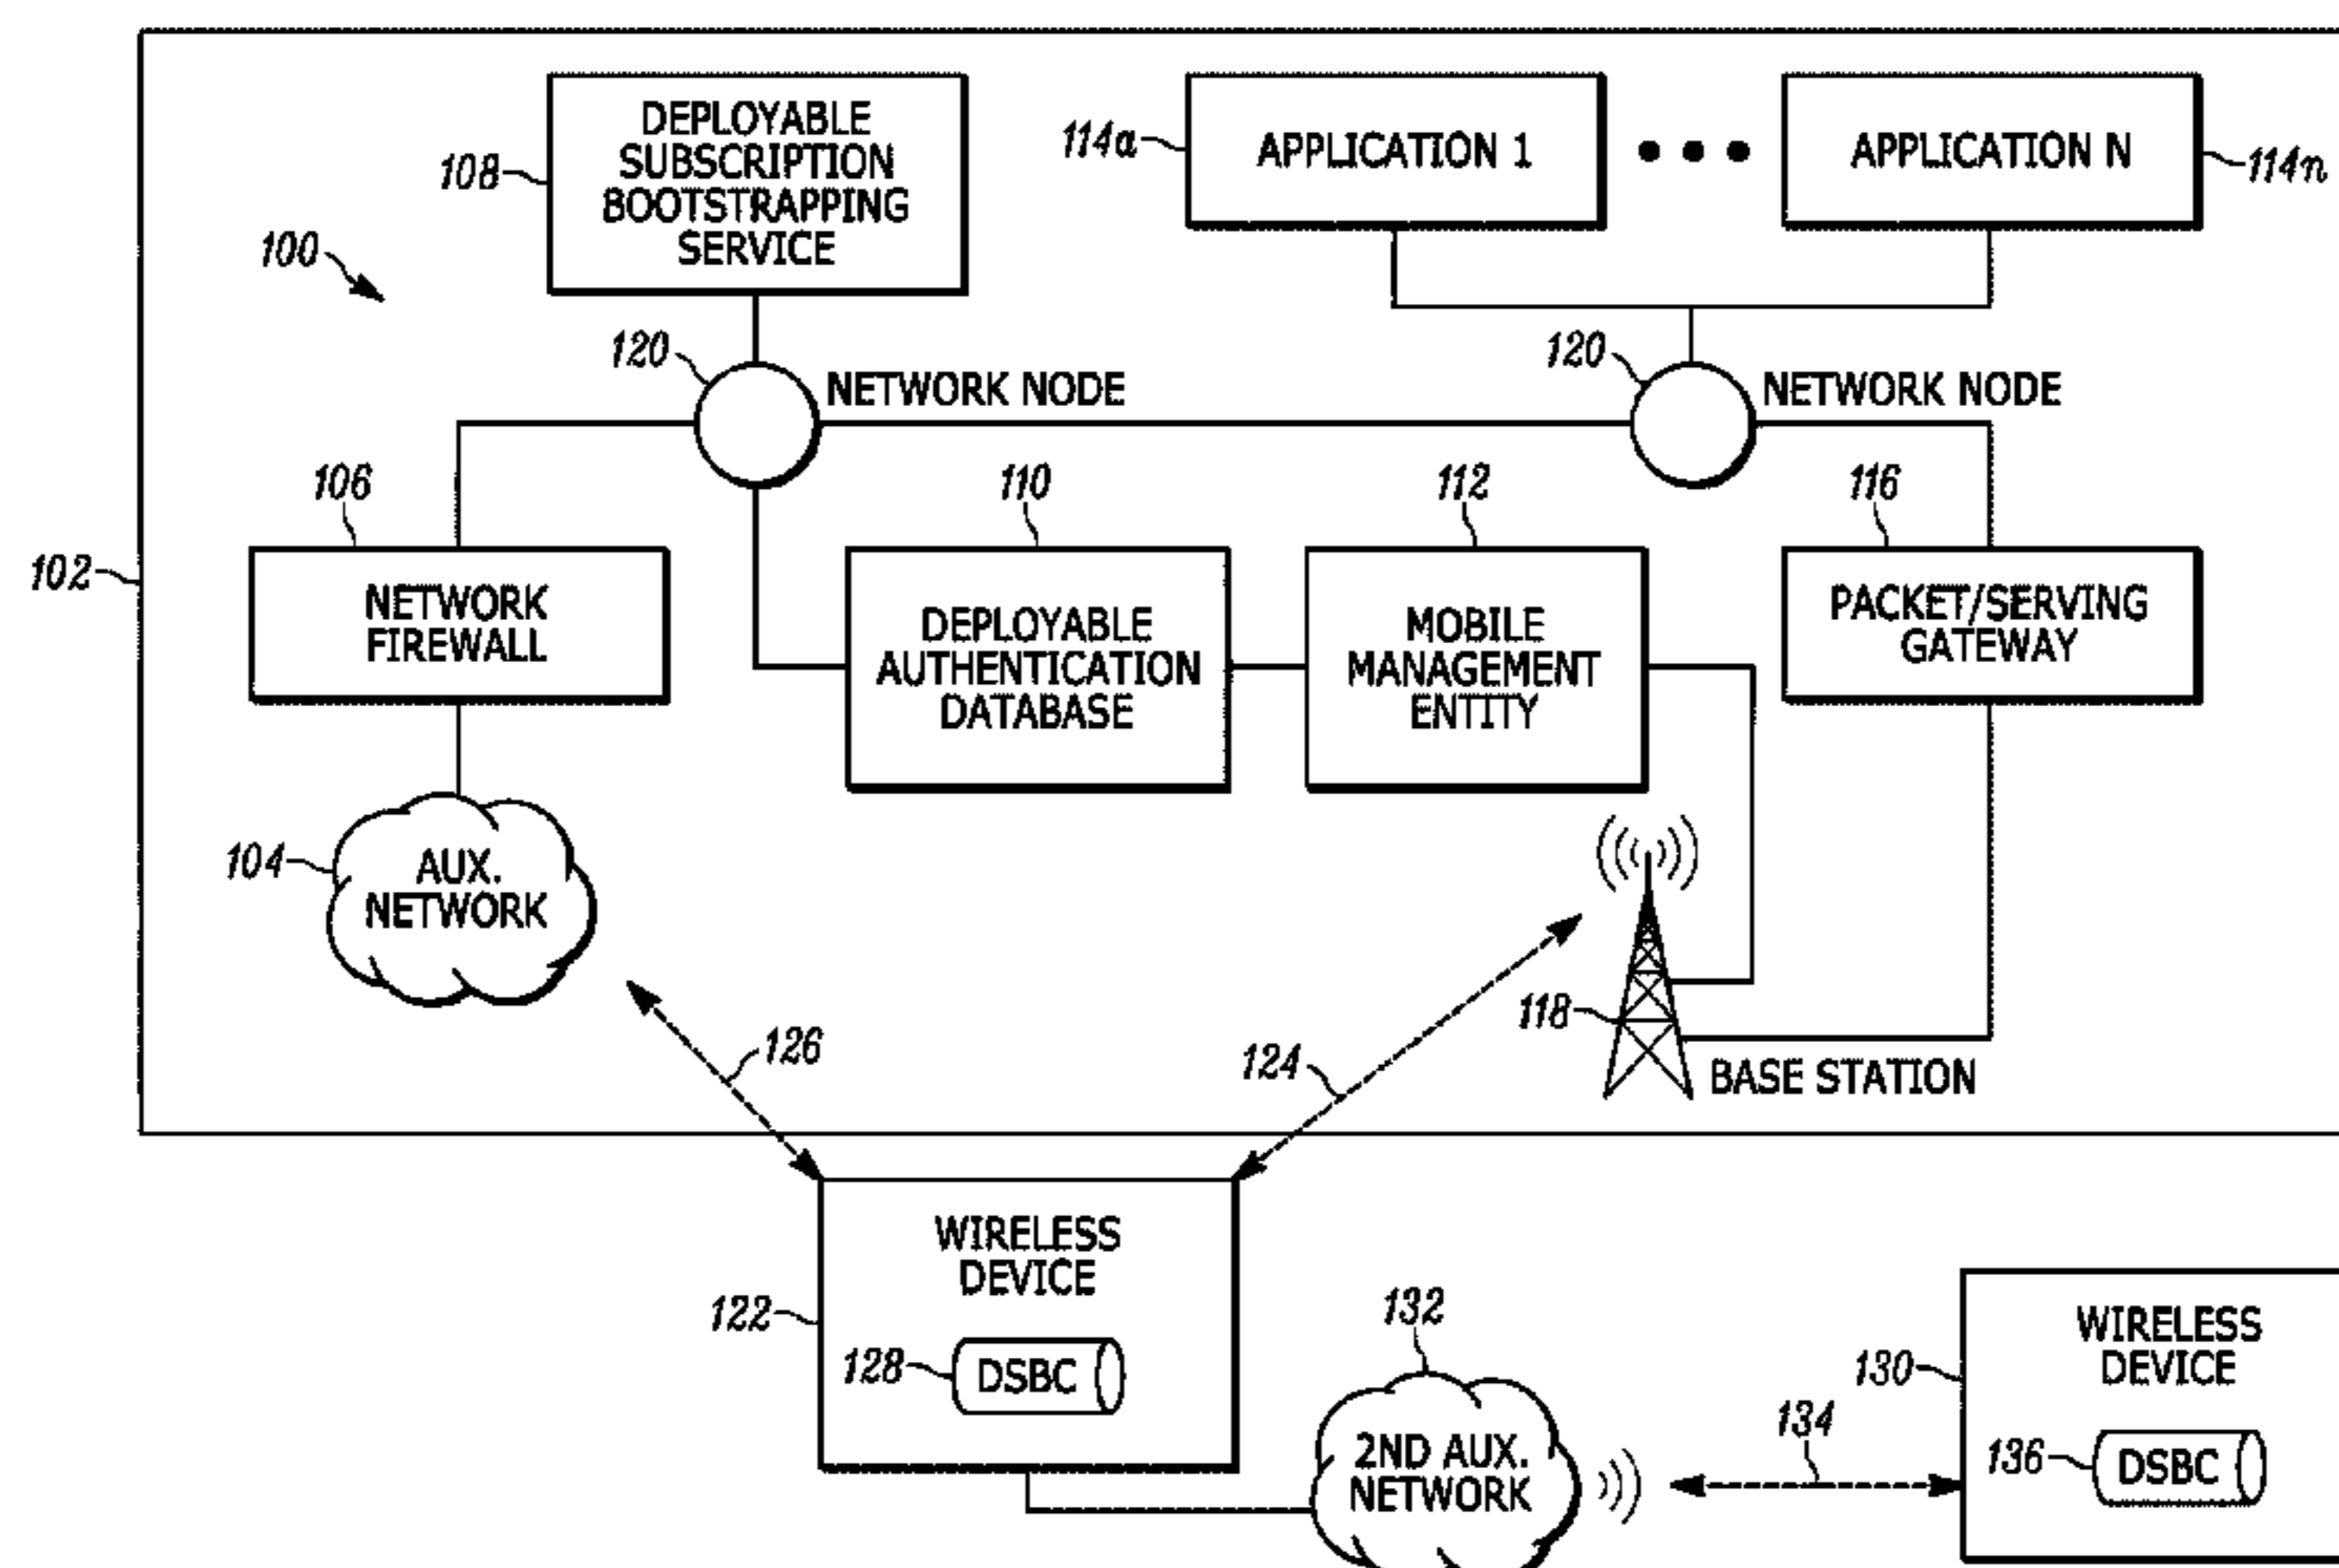 DEPLOYABLE
SUBSCRIPTION
BOOTSTRAPPING
SERVICE
108
114a
APPLICATION 1
APPLICATION N
114n
100
120
NETWORK NODE
120
NETWORK NODE
102
106
NETWORK
FIREWALL
110
DEPLOYABLE
AUTHENTICATION
DATABASE
112
MOBILE
MANAGEMENT
ENTITY
116
PACKET/SERVING
GATEWAY
104
AUX.
NETWORK
126
124
118
BASE STATION
WIRELESS
DEVICE
122
128
DSBC
132
2ND AUX.
NETWORK
134
130
WIRELESS
DEVICE
136
DSBC